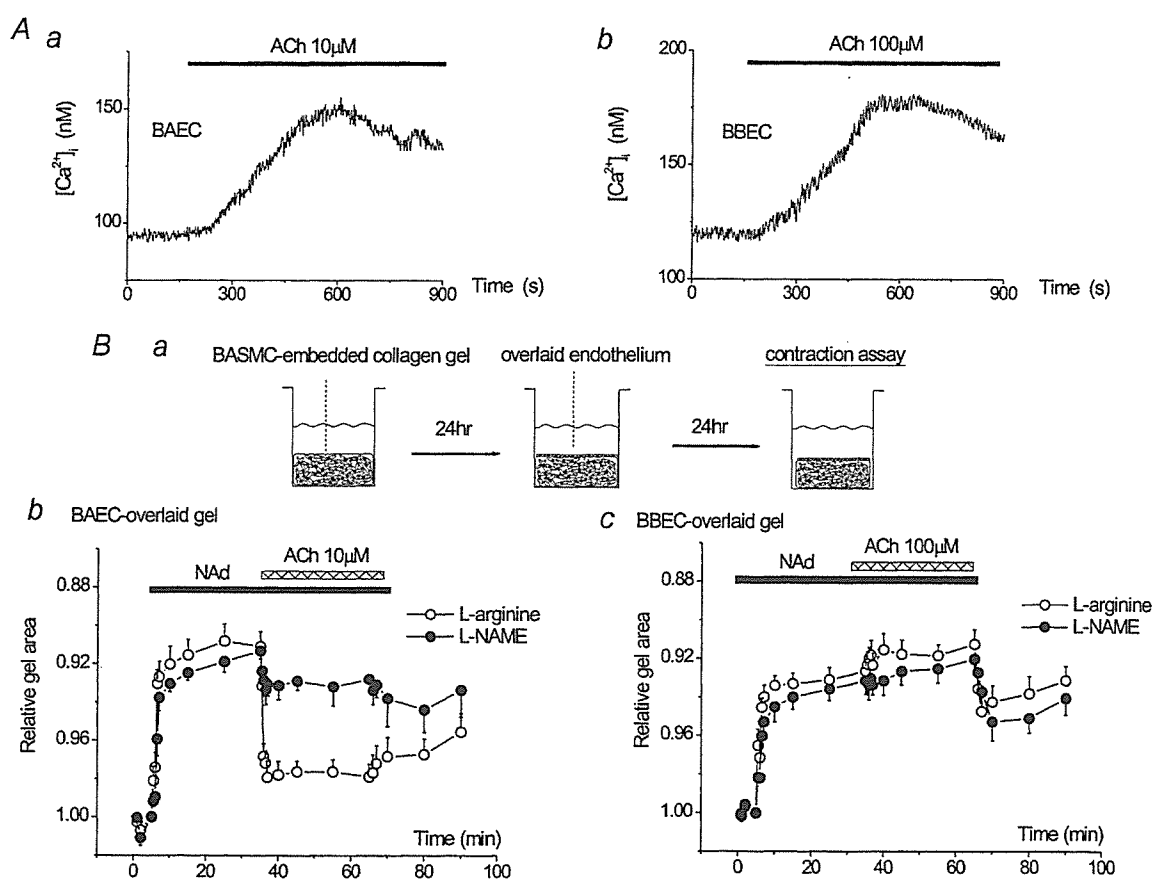 A
a
ACh 10µM
150
100
[Ca²⁺]ᵢ (nM)
BAEC
0
300
600
900
Time (s)
b
ACh 100µM
200
150
100
[Ca²⁺]ᵢ (nM)
BBEC
0
300
600
900
Time (s)
B
a
BASMC-embedded collagen gel
overlaid endothelium
contraction assay
24hr
24hr
b
BAEC-overlaid gel
ACh 10µM
NAd
0.88
0.92
0.96
1.00
Relative gel area
L-arginine
L-NAME
Time (min)
0
20
40
60
80
100
c
BBEC-overlaid gel
ACh 100µM
NAd
0.88
0.92
0.96
1.00
Relative gel area
L-arginine
L-NAME
Time (min)
0
20
40
60
80
100